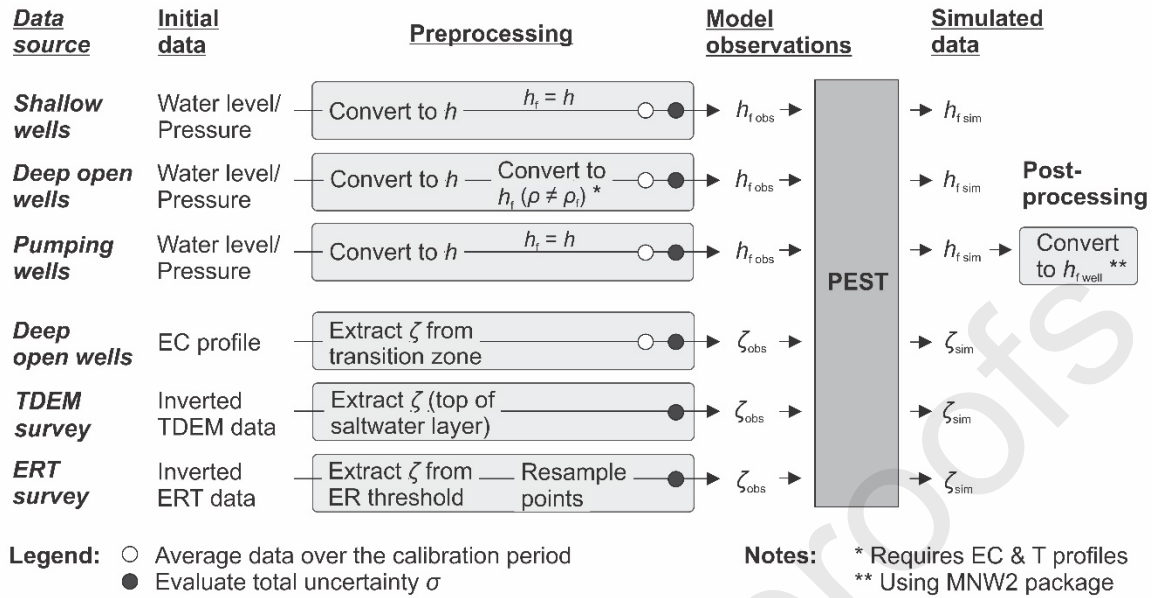 Data source
Initial data
Preprocessing
Model observations
Simulated data
Shallow wells
Water level/
Pressure
Convert to h
hf = h
hf obs
hf sim
Deep open wells
Water level/
Pressure
Convert to h
Convert to
hf (ρ ≠ ρf) *
hf obs
hf sim
Post-
processing
Pumping wells
Water level/
Pressure
Convert to h
hf = h
hf obs
PEST
hf sim
Convert
to hf well **
Deep
open wells
EC profile
Extract ζ from
transition zone
ζobs
ζsim
TDEM
survey
Inverted
TDEM data
Extract ζ (top of
saltwater layer)
ζobs
ζsim
ERT
survey
Inverted
ERT data
Extract ζ from
ER threshold
Resample
points
ζobs
ζsim
Legend:
Average data over the calibration period
Evaluate total uncertainty σ
Notes:
* Requires EC & T profiles
** Using MNW2 package
roofs